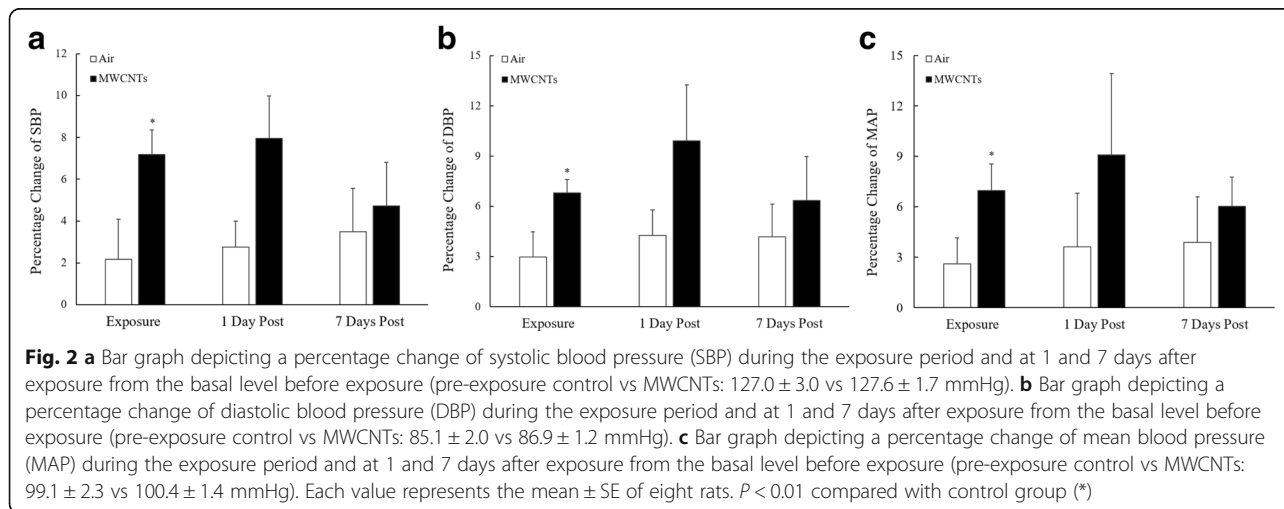 a
12
10
8
6
4
2
0
Percentage Change of SBP
Air
MWCNTs
*
Exposure
1 Day Post
7 Days Post
b
15
12
9
6
3
0
Percentage Change of DBP
Air
MWCNTs
*
Exposure
1 Day Post
7 Days Post
c
15
12
9
6
3
0
Percentage Change of MAP
Air
MWCNTs
*
Exposure
1 Day Post
7 Days Post
Fig. 2 a Bar graph depicting a percentage change of systolic blood pressure (SBP) during the exposure period and at 1 and 7 days after
exposure from the basal level before exposure (pre-exposure control vs MWCNTs: 127.0 ± 3.0 vs 127.6 ± 1.7 mmHg). b Bar graph depicting a
percentage change of diastolic blood pressure (DBP) during the exposure period and at 1 and 7 days after exposure from the basal level before
exposure (pre-exposure control vs MWCNTs: 85.1 ± 2.0 vs 86.9 ± 1.2 mmHg). c Bar graph depicting a percentage change of mean blood pressure
(MAP) during the exposure period and at 1 and 7 days after exposure from the basal level before exposure (pre-exposure control vs MWCNTs:
99.1 ± 2.3 vs 100.4 ± 1.4 mmHg). Each value represents the mean ± SE of eight rats. P < 0.01 compared with control group (*)